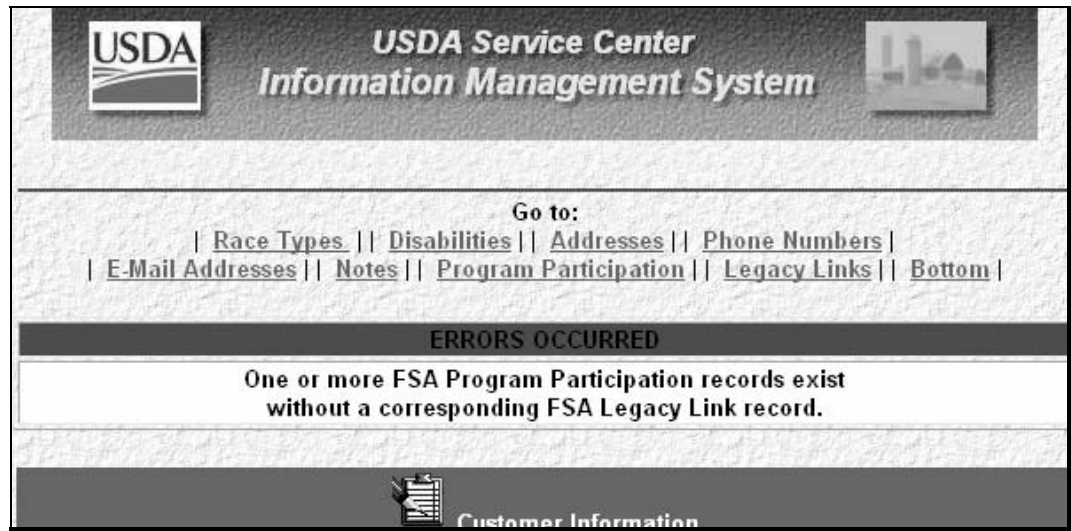 USDA
USDA Service Center
Information Management System
Go to:
| Race Types | | Disabilities | | Addresses | | Phone Numbers |
| E-Mail Addresses | | Notes | | Program Participation | | Legacy Links | | Bottom |
ERRORS OCCURRED
One or more FSA Program Participation records exist
without a corresponding FSA Legacy Link record.
Customer Information